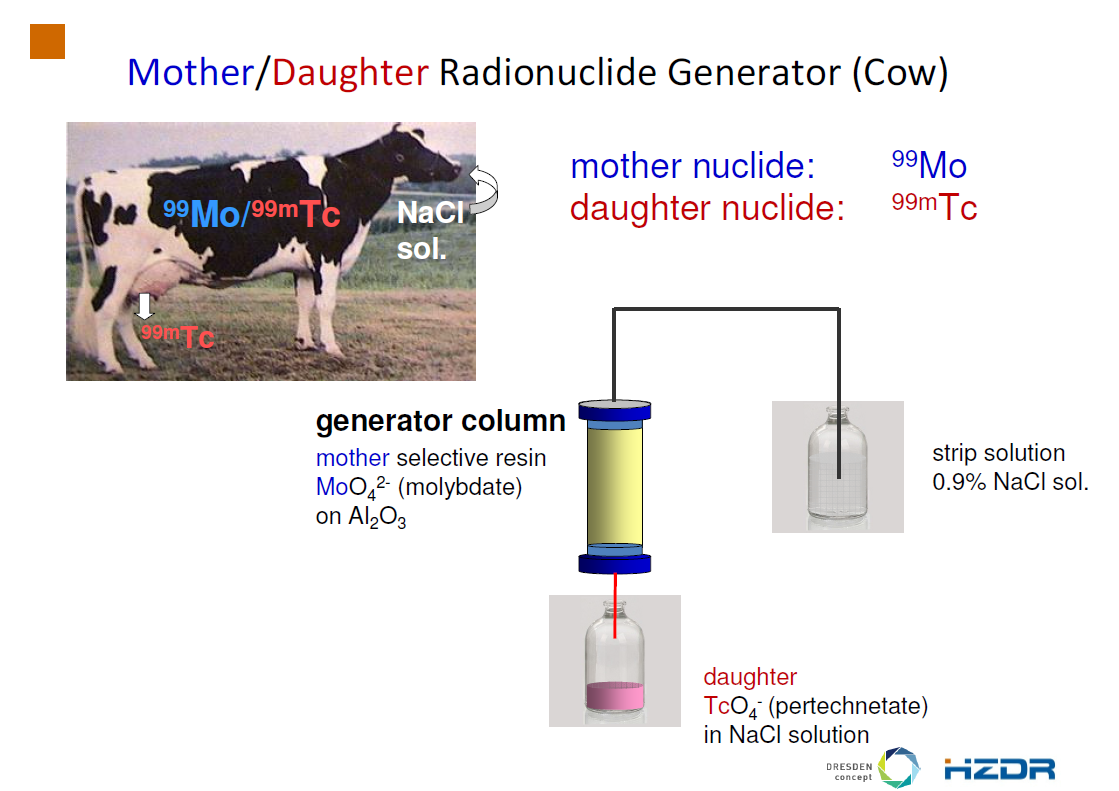 Mother/Daughter Radionuclide Generator (Cow)
⁹⁹Mo/⁹⁹ᵐTc
NaCl
sol.
⁹⁹ᵐTc
mother nuclide: ⁹⁹Mo
daughter nuclide: ⁹⁹ᵐTc
generator column
mother selective resin
MoO₄²⁻ (molybdate)
on Al₂O₃
strip solution
0.9% NaCl sol.
daughter
TcO₄⁻ (pertechnetate)
in NaCl solution
DRESDEN
concept
HZDR